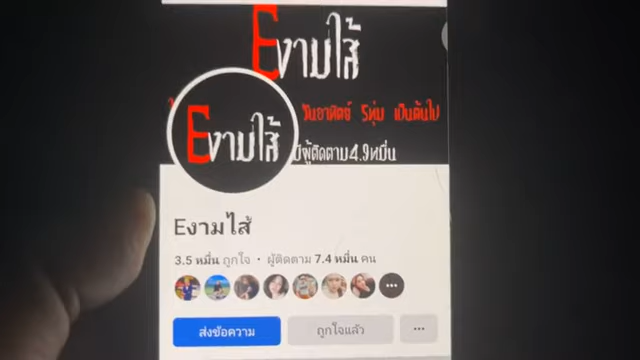 Eงามไส้
วันอาทิตย์ 5ทุ่ม เป็นต้นไป
Eงามไส้
มีผู้ติดตาม4.9หมื่น
Eงามไส้
3.5 หมื่น ถูกใจ • ผู้ติดตาม 7.4 หมื่น คน
ส่งข้อความ
ถูกใจแล้ว